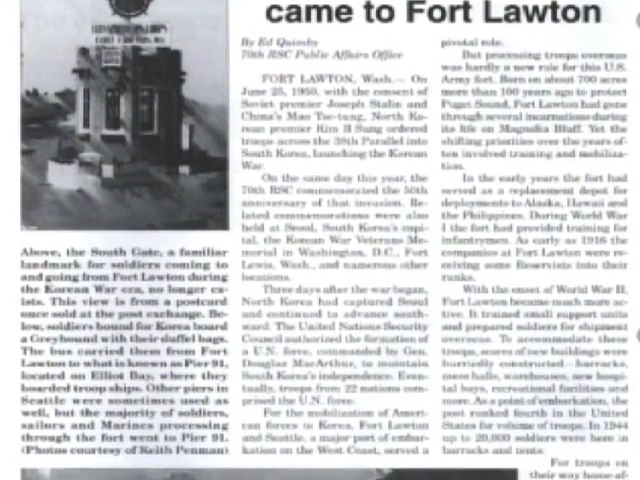 came to Fort Lawton
By Ed Quimby
70th RSC Public Affairs Office
FORT LAWTON, Wash.— On
June 25, 1950, with the consent of
Soviet premier Joseph Stalin and
China's Mao Tse-tung, North Ko-
rean premier Kim Il Sung ordered
troops across the 38th Parallel into
South Korea, launching the Korean
War.
On the same day this year, the
70th RSC commemorated the 50th
anniversary of that invasion. Re-
lated commemorations were also
held at Seoul, South Korea's capi-
tal, the Korean War Veterans Me-
morial in Washington, D.C., Fort
Lewis, Wash., and numerous other
locations.
Three days after the war began,
North Korea had captured Seoul
and continued to advance south-
ward. The United Nations Security
Council authorized the formation of
a U.N. force, commanded by Gen.
Douglas MacArthur, to maintain
South Korea's independence. Even-
tually, troops from 22 nations com-
prised the U.N. force.
For the mobilization of Ameri-
can forces to Korea, Fort Lawton
and Seattle, a major port of embar-
kation on the West Coast, served a
pivotal role.
But processing troops overseas
was hardly a new role for this U.S.
Army fort. Born on about 700 acres
more than 100 years ago to protect
Puget Sound, Fort Lawton had gone
through several incarnations during
its life on Magnolia Bluff. Yet the
shifting priorities over the years of-
ten involved training and mobiliza-
tion.
In the early years the fort had
served as a replacement depot for
deployments to Alaska, Hawaii and
the Philippines. During World War
I the fort had provided training for
infantrymen. As early as 1916 the
companies at Fort Lawton were re-
ceiving some Reservists into their
ranks.
With the onset of World War II,
Fort Lawton became much more ac-
tive. It trained small support units
and prepared soldiers for shipment
overseas. To accommodate these
troops, scores of new buildings were
hurriedly constructed - barracks,
mess halls, warehouses, new hospi-
tal bays, recreational facilities and
more. As a point of embarkation, the
post ranked fourth in the United
States for volume of troops. In 1944
up to 20,000 soldiers were here in
barracks and tents.
For troops on
their way home af-
Above, the South Gate, a familiar
landmark for soldiers coming to
and going from Fort Lawton during
the Korean War era, no longer ex-
ists. This view is from a postcard
once sold at the post exchange. Be-
low, soldiers bound for Korea board
a Greyhound with their duffel bags.
The bus carried them from Fort
Lawton to what is known as Pier 91,
located on Elliot Bay, where they
boarded troop ships. Other piers in
Seattle were sometimes used as
well, but the majority of soldiers,
sailors and Marines processing
through the fort went to Pier 91.
(Photos courtesy of Keith Penman)